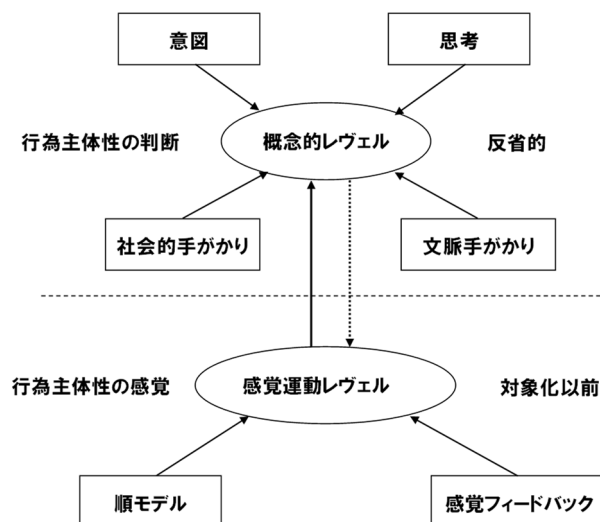 意図
思考
行為主体性の判断
概念的レヴェル
反省的
社会的手がかり
文脈手がかり
行為主体性の感覚
感覚運動レヴェル
対象化以前
順モデル
感覚フィードバック